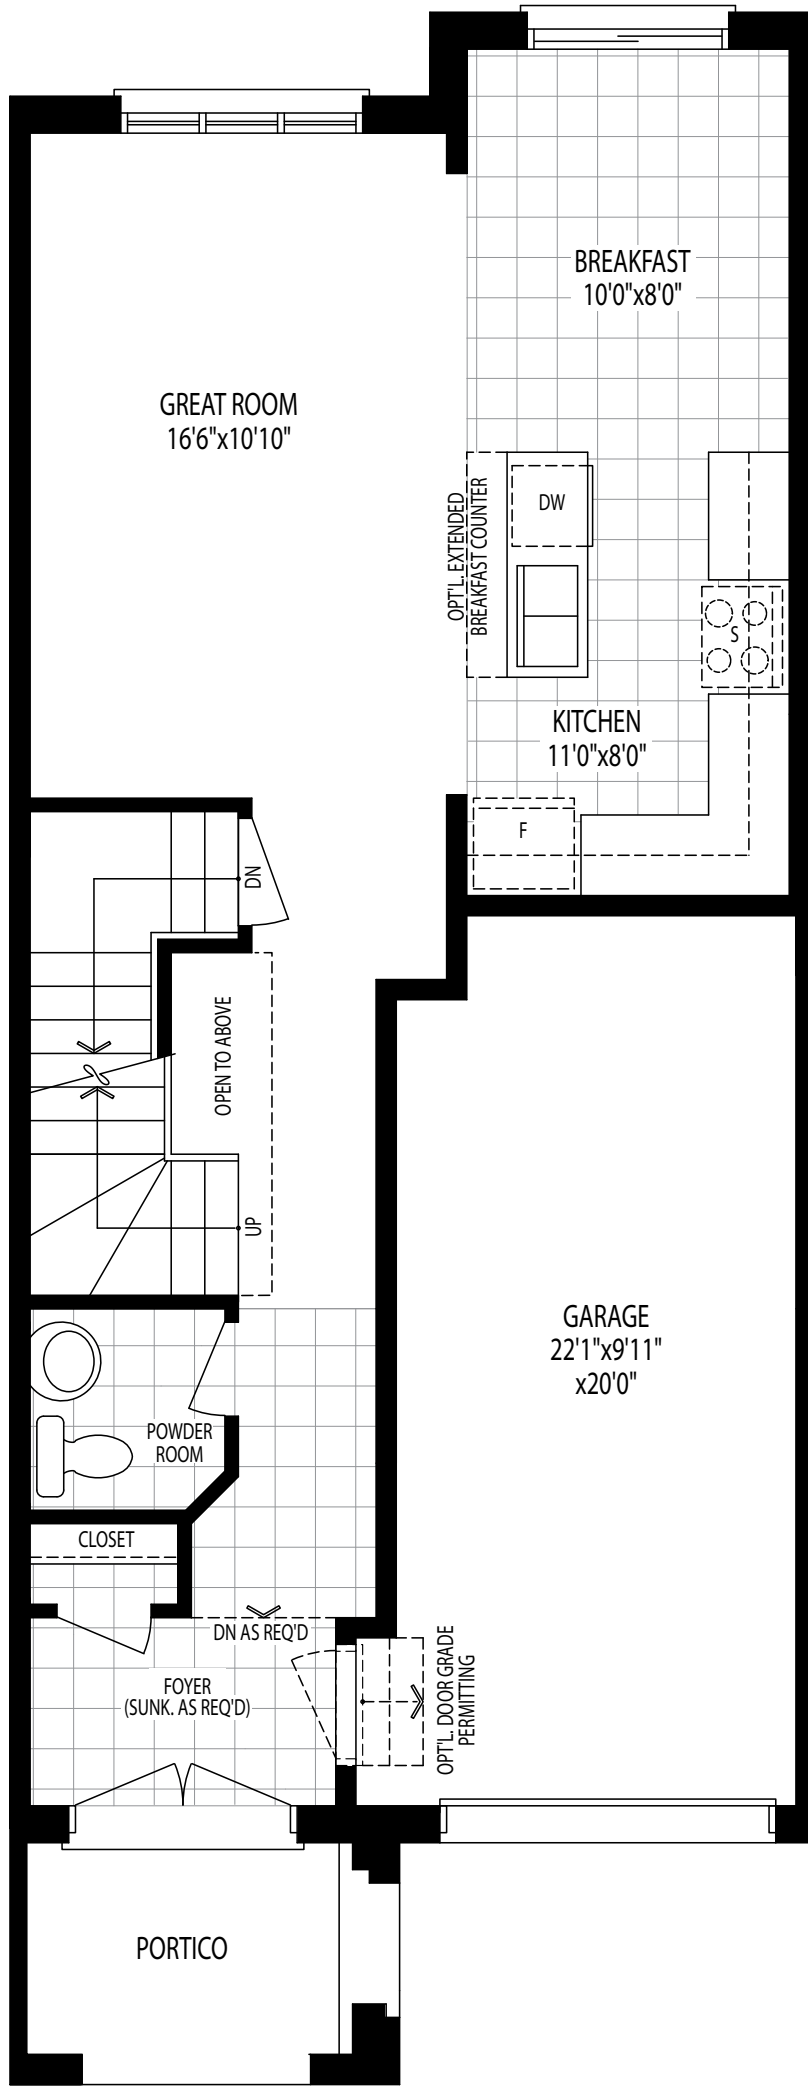 BREAKFAST
10'0"x8'0"
GREAT ROOM
16'6"x10'10"
OPT'L. EXTENDED
BREAKFAST COUNTER
DW
S
KITCHEN
11'0"x8'0"
F
DN
OPEN TO ABOVE
UP
GARAGE
22'1"x9'11"
x20'0"
POWDER
ROOM
CLOSET
DN AS REQ'D
FOYER
(SUNK. AS REQ'D)
OPT'L. DOOR GRADE
PERMITTING
PORTICO